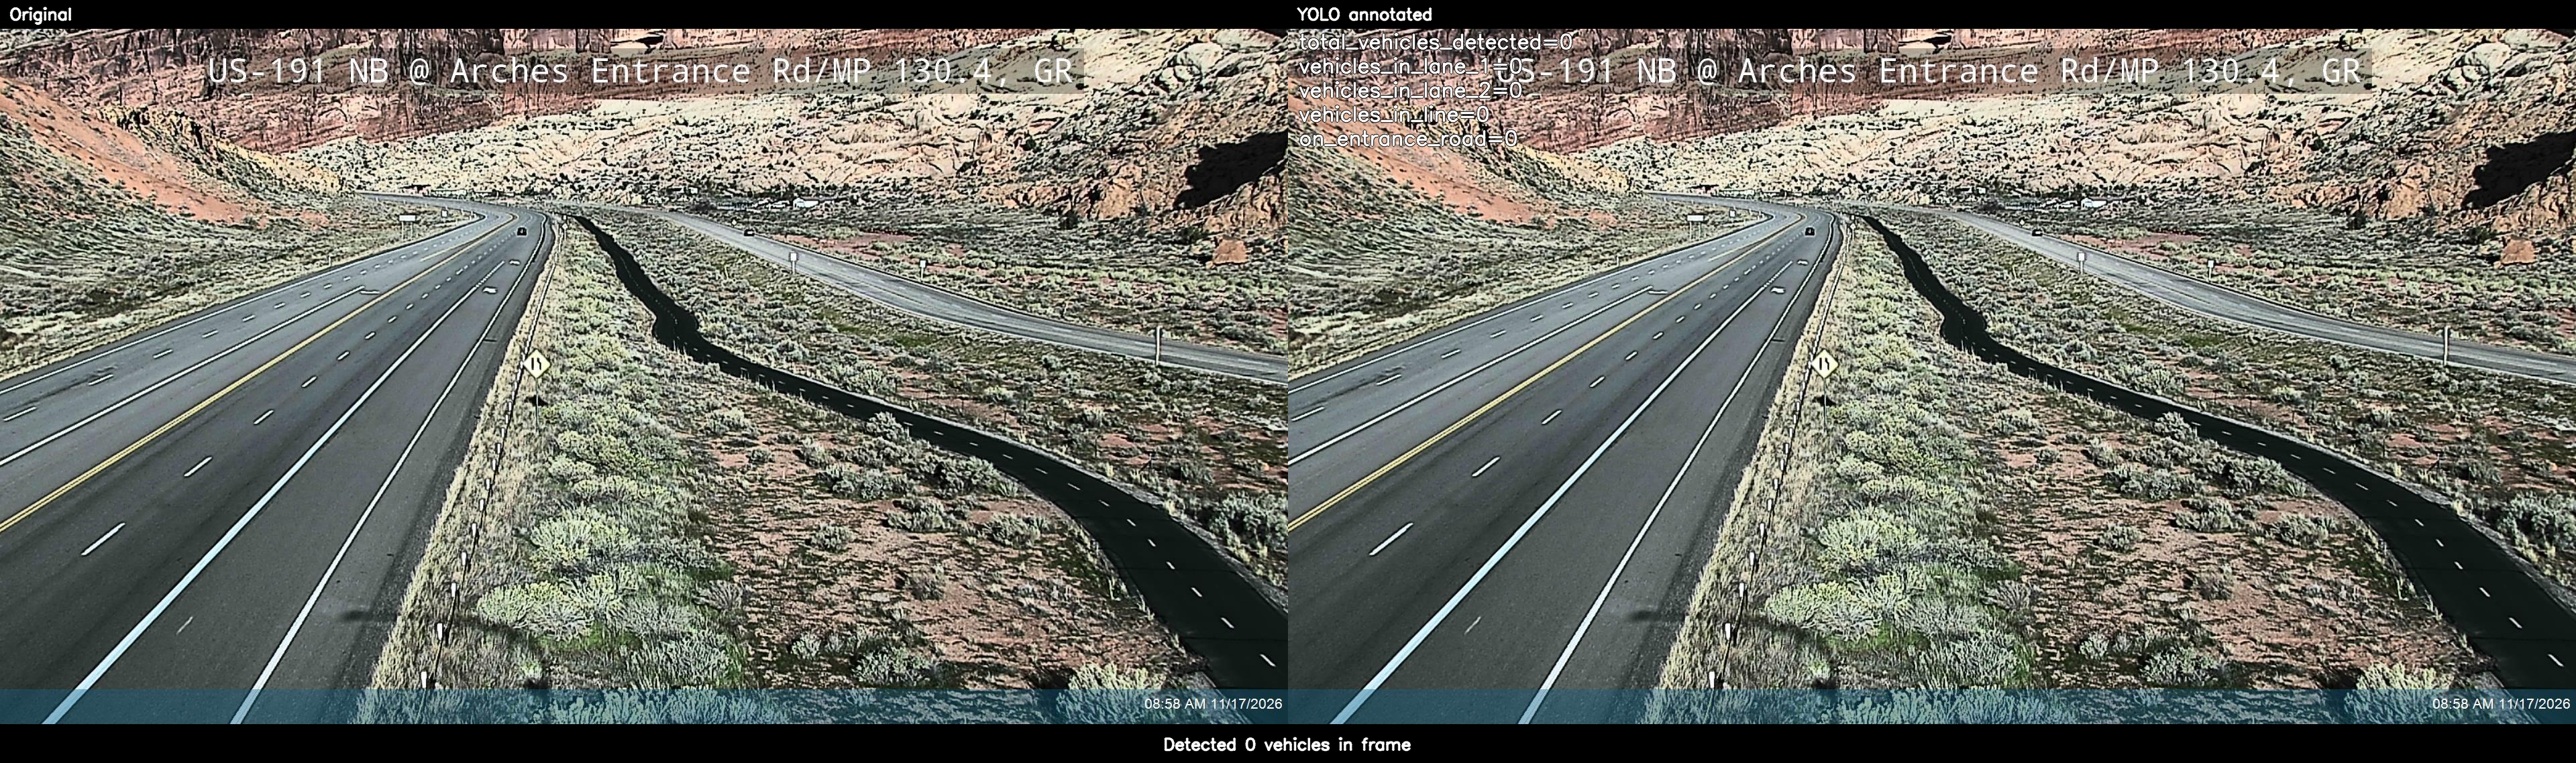 Original
YOLO annotated
US-191 NB @ Arches Entrance Rd/MP 130.4, GR
total_vehicles_detected=0
vehicles_in_lane_1=0
US-191 NB @ Arches Entrance Rd/MP 130.4, GR
vehicles_in_lane_2=0
vehicles_in_line=0
on_entrance_road=0
08:58 AM 11/17/2026
08:58 AM 11/17/2026
Detected 0 vehicles in frame